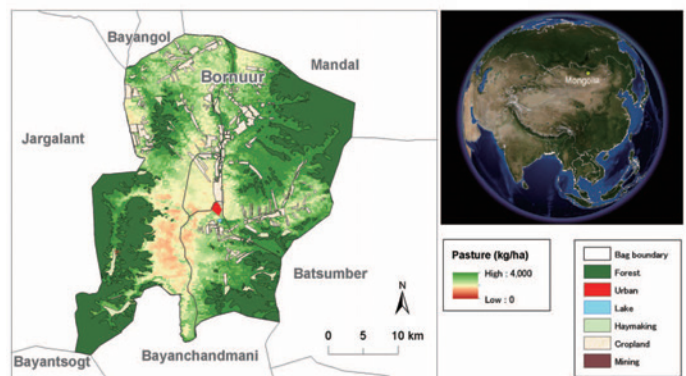 Bayangol
Bornuur
Mandal
Jargalant
Batsumber
N
0 5 10 km
Bayantsogt
Bayanchandmani
Mongolia
Pasture (kg/ha)
High : 4,000
Low : 0
Bag boundary
Forest
Urban
Lake
Haymaking
Cropland
Mining